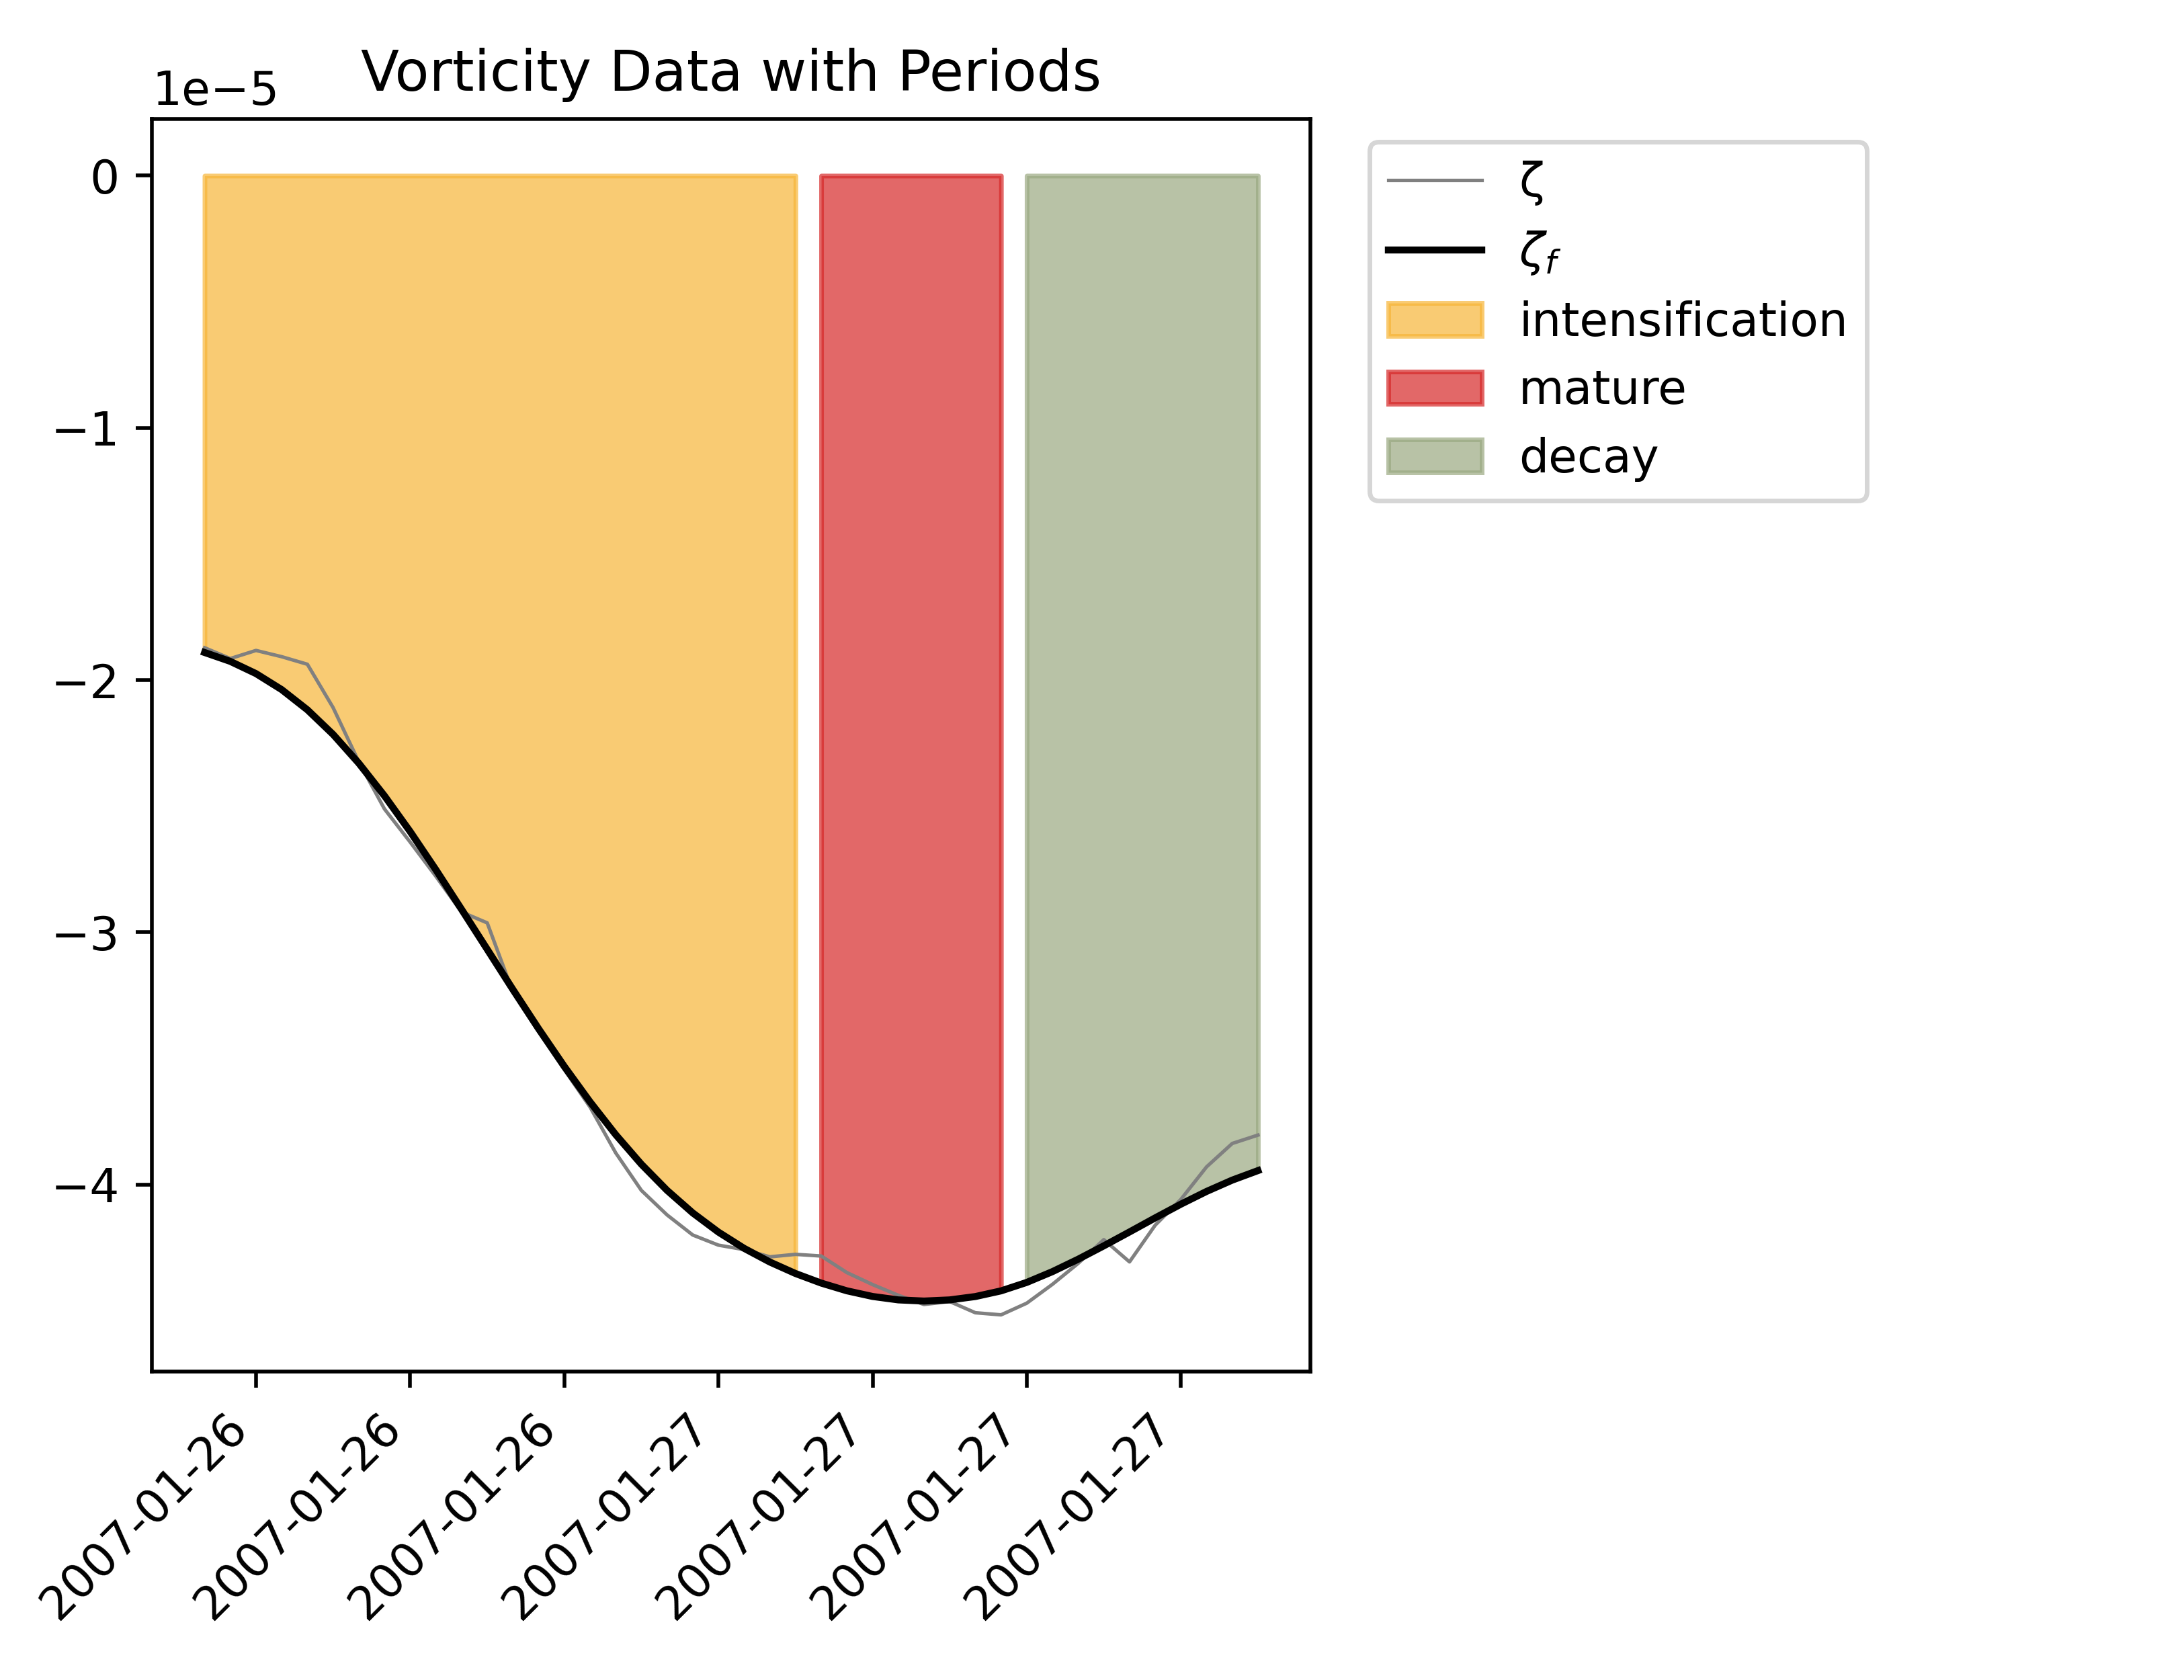 Vorticity Data with Periods
1e−5
0
−1
−2
−3
−4
2007-01-26
2007-01-26
2007-01-26
2007-01-27
2007-01-27
2007-01-27
2007-01-27
ζ
ζf
intensification
mature
decay